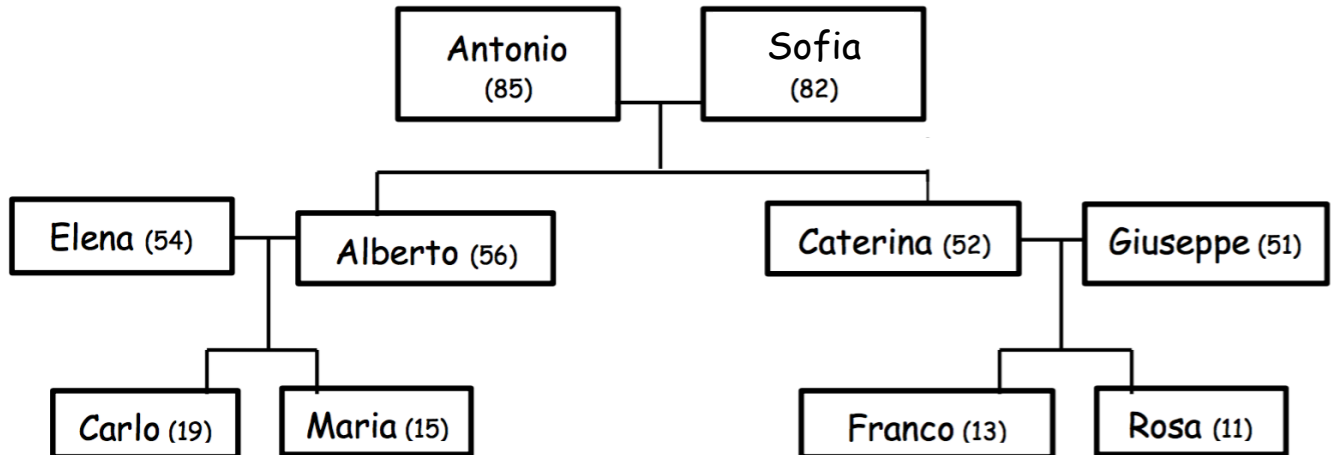 Antonio
(85)
Sofia
(82)
Elena (54)
Alberto (56)
Caterina (52)
Giuseppe (51)
Carlo (19)
Maria (15)
Franco (13)
Rosa (11)